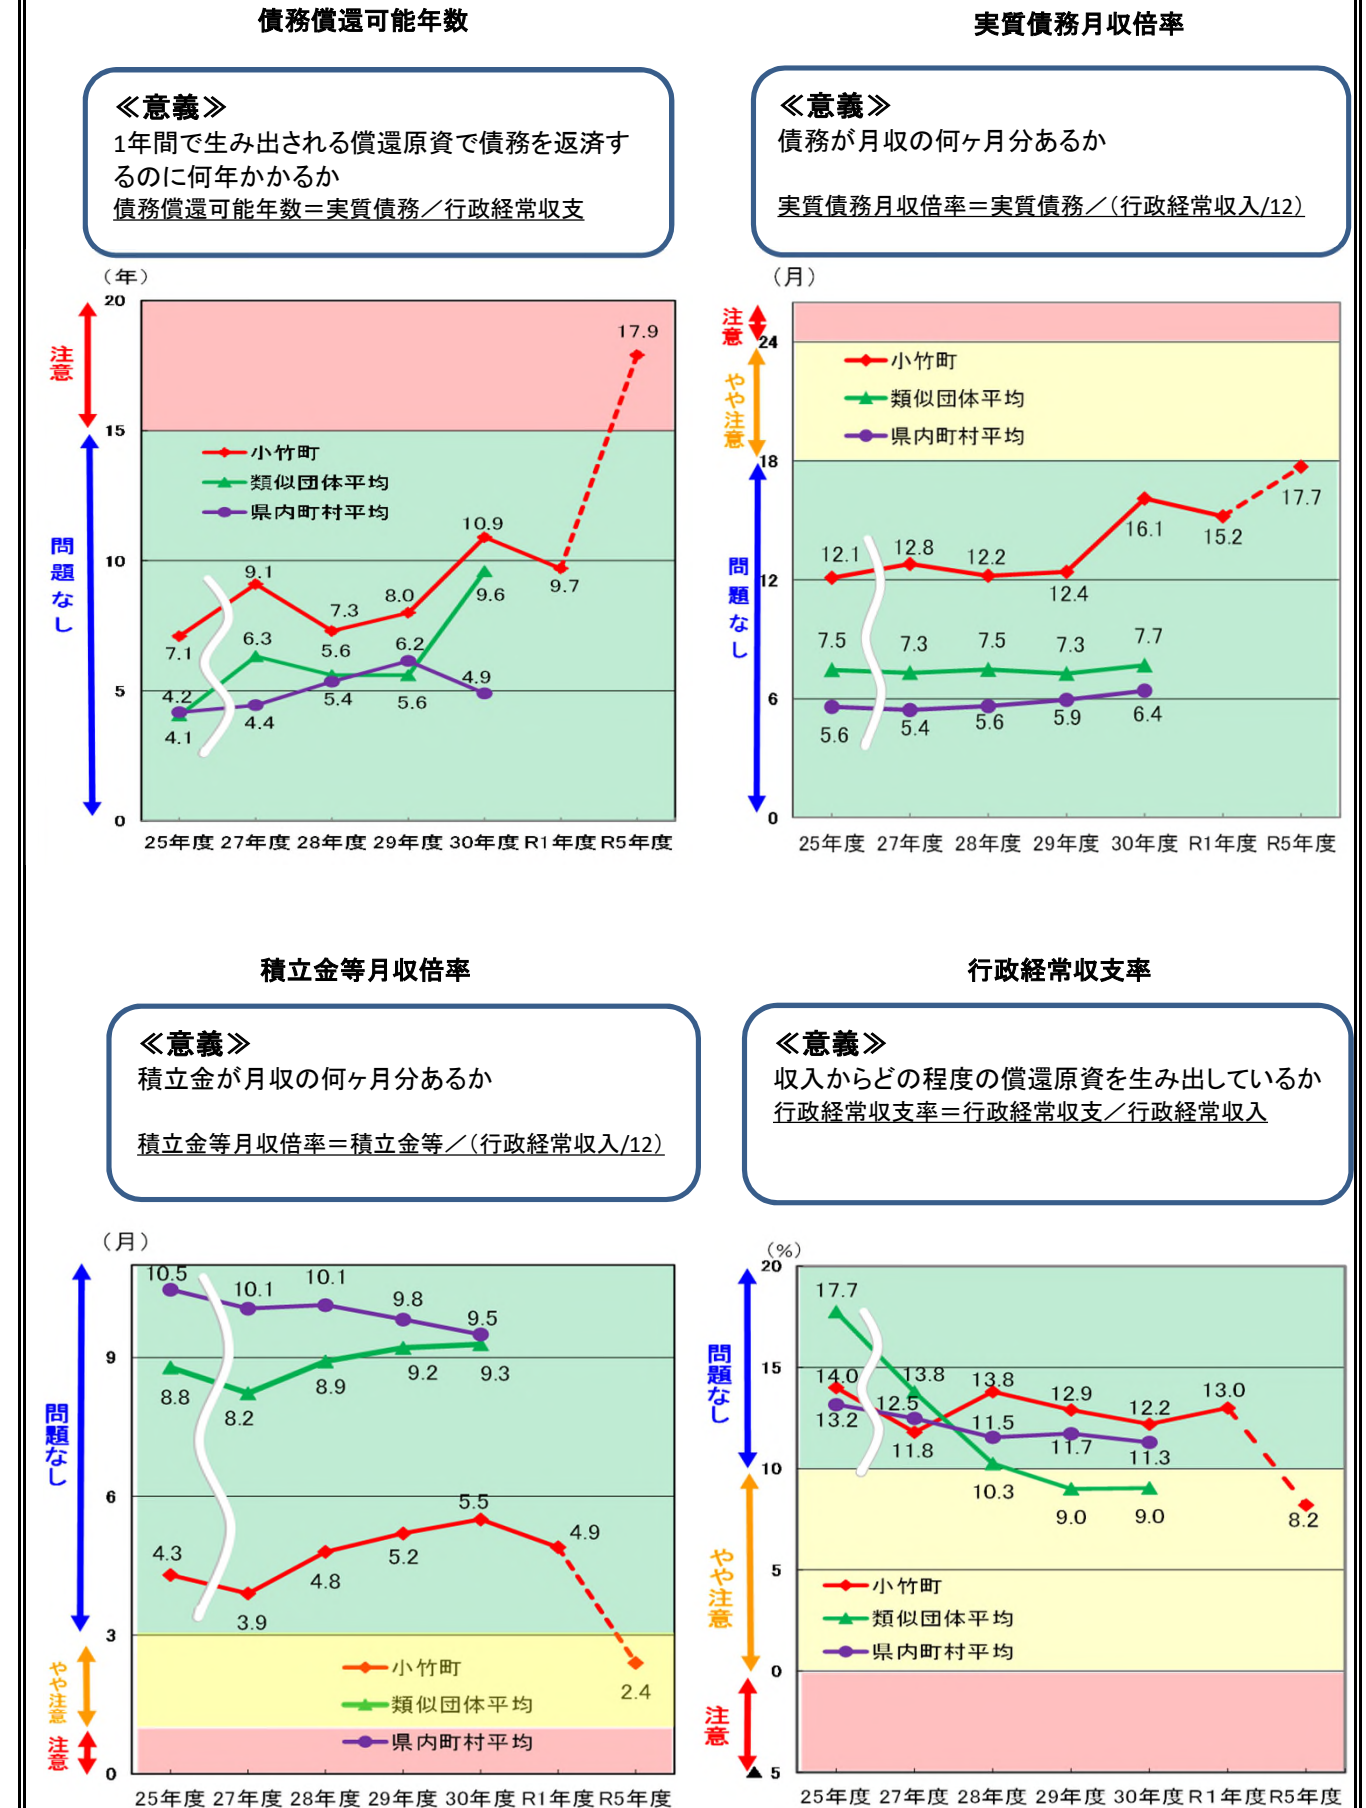 債務償還可能年数
≪意義≫
1年間で生み出される償還原資で債務を返済す
るのに何年かかるか
債務償還可能年数＝実質債務／行政経常収支
（年）
20
15
10
5
0
注意
問題なし
小竹町
類似団体平均
県内町村平均
17.9
10.9
9.7
9.1
9.6
8.0
7.3
7.1
6.3
5.6
6.2
4.9
4.2
5.4
5.6
4.4
4.1
25年度 27年度 28年度 29年度 30年度 R1年度 R5年度
実質債務月収倍率
≪意義≫
債務が月収の何ヶ月分あるか
実質債務月収倍率＝実質債務／（行政経常収入/12）
（月）
24
18
12
6
0
注意
やや注意
問題なし
小竹町
類似団体平均
県内町村平均
12.1 12.8 12.2 12.4 16.1 15.2 17.7
7.5 7.3 7.5 7.3 7.7
5.6 5.4 5.6 5.9 6.4
25年度 27年度 28年度 29年度 30年度 R1年度 R5年度
積立金等月収倍率
≪意義≫
積立金が月収の何ヶ月分あるか
積立金等月収倍率＝積立金等／（行政経常収入/12）
（月）
9
6
3
0
問題なし
やや注意
注意
10.5 10.1 10.1 9.8 9.5
8.8 8.2 8.9 9.2 9.3
4.3 3.9 4.8 5.2 5.5 4.9 2.4
小竹町
類似団体平均
県内町村平均
25年度 27年度 28年度 29年度 30年度 R1年度 R5年度
行政経常収支率
≪意義≫
収入からどの程度の償還原資を生み出しているか
行政経常収支率＝行政経常収支／行政経常収入
（%）
20
15
10
5
0
▲ 5
問題なし
やや注意
注意
17.7 13.8 10.3 9.0 9.0
14.0 11.8 13.8 12.9 12.2 13.0 8.2
13.2 12.5 11.5 11.7 11.3
小竹町
類似団体平均
県内町村平均
25年度 27年度 28年度 29年度 30年度 R1年度 R5年度